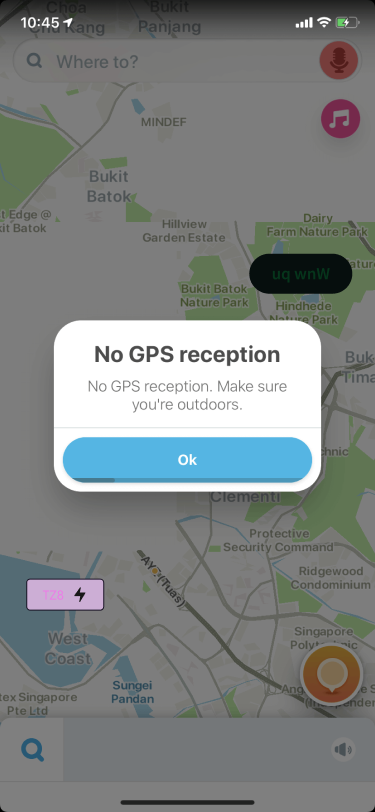 10:45
Choa
Chu Kang
Bukit
Panjang
Where to?
MINDEF
Bukit
Batok
t Edge @
kit Batok
Hillview
Garden Estate
Dairy
Farm Nature Park
uq wnW
Bukit Batok
Nature Park
Hindhede
Nature Park
No GPS reception
No GPS reception. Make sure
you're outdoors.
Ok
Buk
Tima
chnic
Clementi
Protective
Security Command
AYE (Tuas)
Ridgewood
Condominium
TZ8
West
Coast
Singapore
Polytechnic
Sungei
Pandan
tex Singapore
Pte Ltd